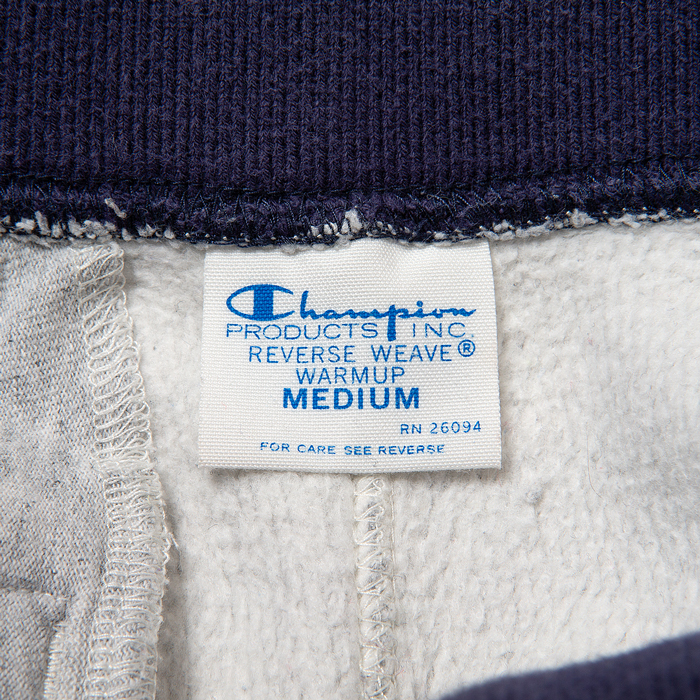 Champion
PRODUCTS INC.
REVERSE WEAVE®
WARMUP
MEDIUM
RN 26094
FOR CARE SEE REVERSE